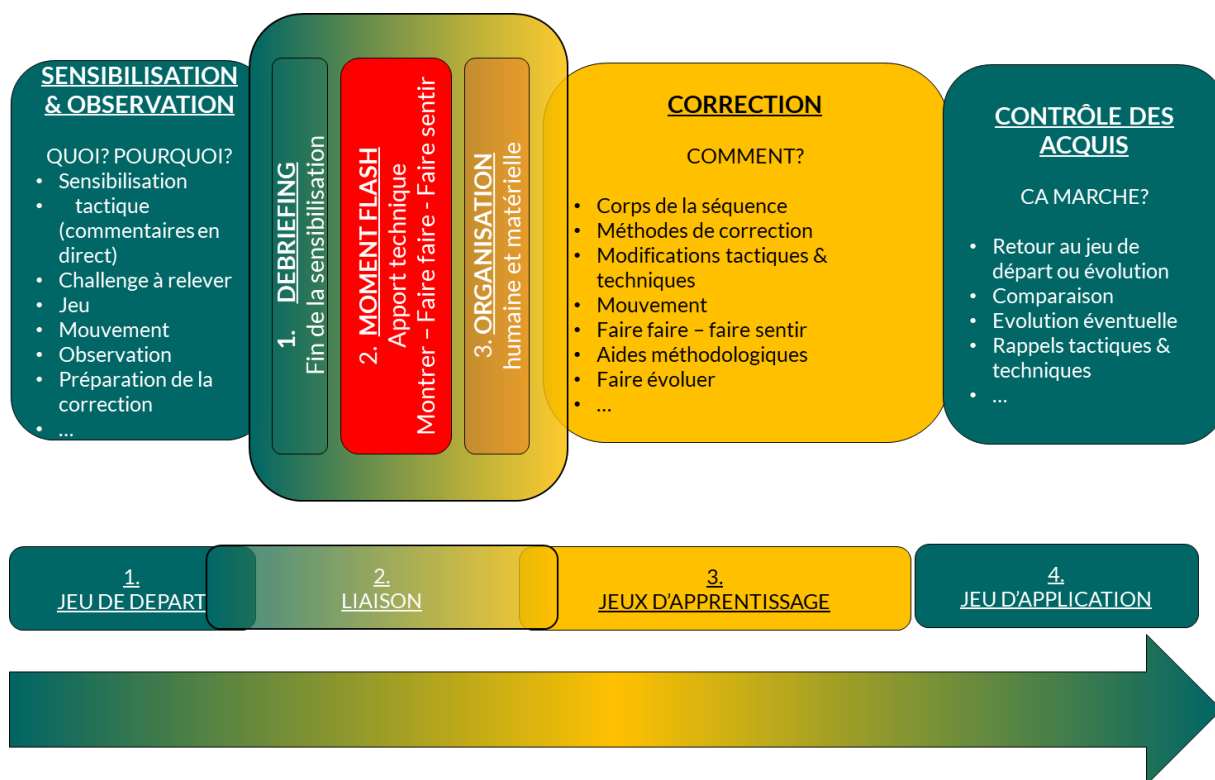 SENSIBILISATION
& OBSERVATION
QUOI? POURQUOI?
• Sensibilisation
• tactique
(commentaires en
direct)
• Challenge à relever
• Jeu
• Mouvement
• Observation
• Préparation de la
correction
• ...
1. DEBRIEFING
Fin de la sensibilisation
2. MOMENT FLASH
Apport technique
Montrer – Faire faire - Faire sentir
3. ORGANISATION
humaine et matérielle
CORRECTION
COMMENT?
• Corps de la séquence
• Méthodes de correction
• Modifications tactiques &
techniques
• Mouvement
• Faire faire – faire sentir
• Aides méthodologiques
• Faire évoluer
• ...
CONTRÔLE DES
ACQUIS
CA MARCHE?
• Retour au jeu de
départ ou évolution
• Comparaison
• Evolution éventuelle
• Rappels tactiques &
techniques
• ...
1.
JEU DE DEPART
2.
LIAISON
3.
JEUX D'APPRENTISSAGE
4.
JEU D'APPLICATION